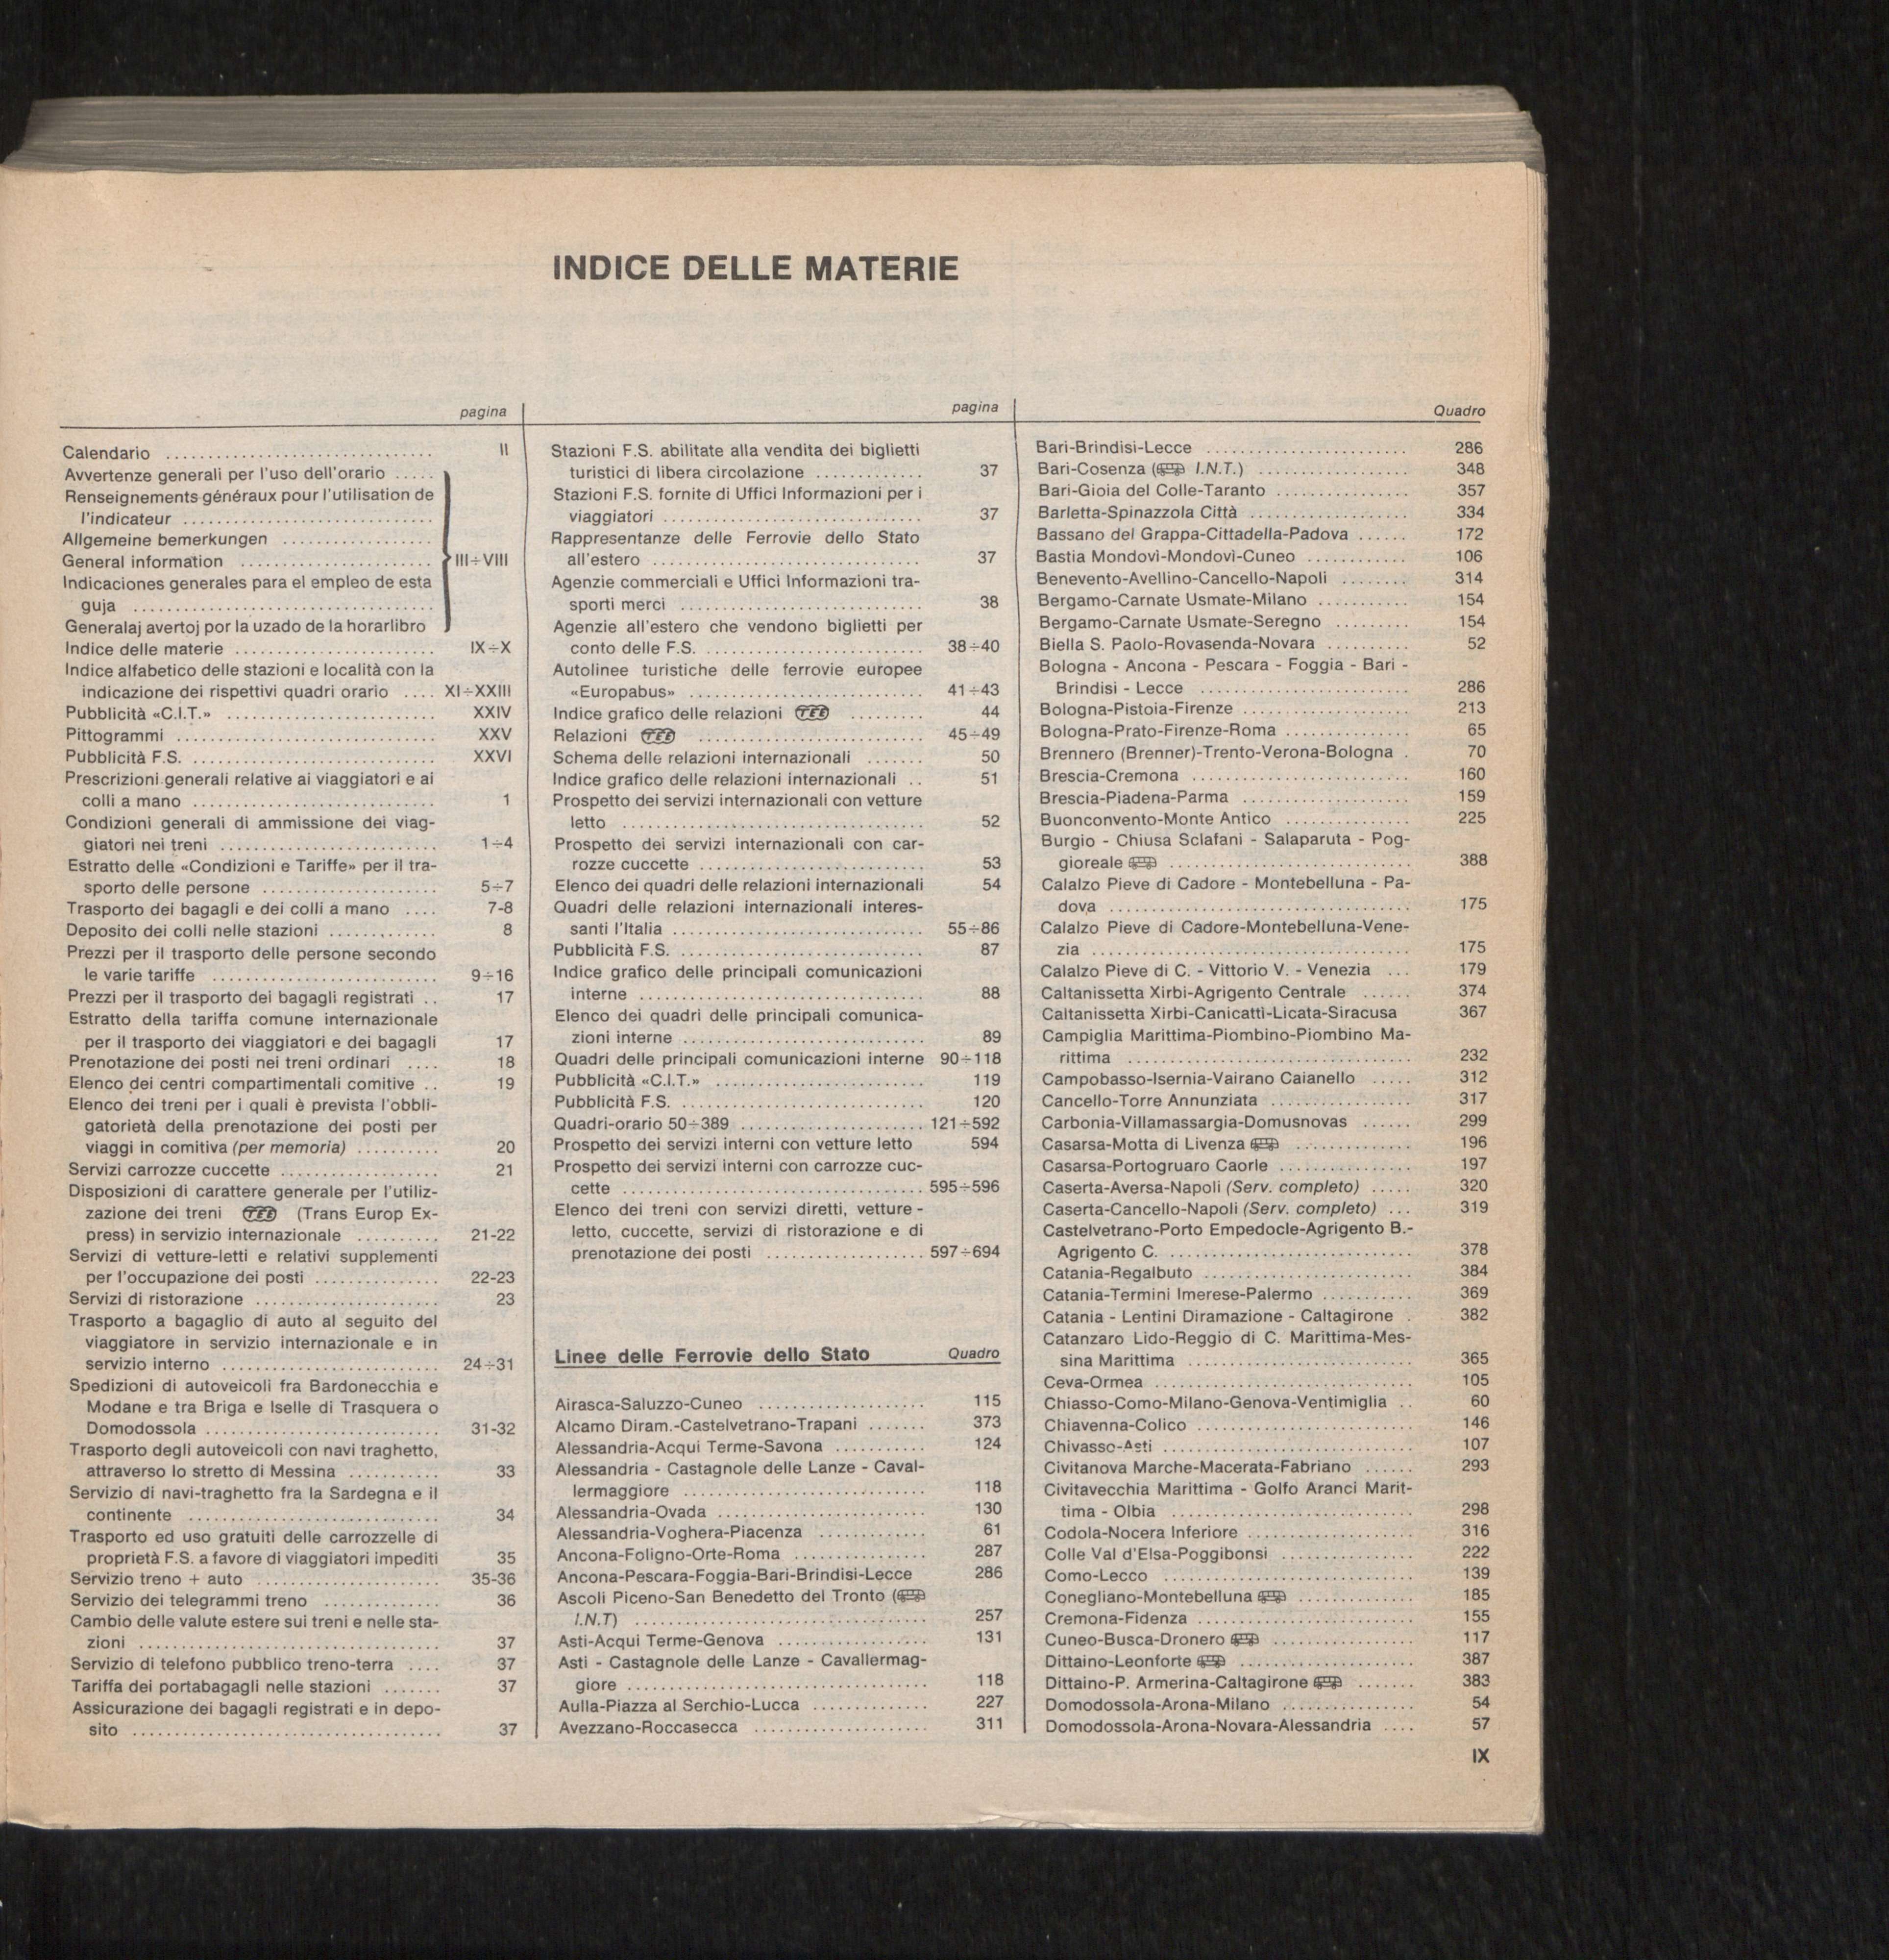 INDICE DELLE MATERIE
pagina
Calendario .............................. II
Avvertenze generali per l'uso dell'orario .....
Renseignements généraux pour l'utilisation de
l'indicateur ..............................
Allgemeine bemerkungen ..................
General information .......................
III÷VIII
Indicaciones generales para el empleo de esta
guja ....................................
Generalaj avertoj por la uzado de la horarlibro
Indice delle materie ........................ IX÷X
Indice alfabetico delle stazioni e località con la
indicazione dei rispettivi quadri orario .... XI÷XXIII
Pubblicità «C.I.T.» ......................... XXIV
Pittogrammi ............................... XXV
Pubblicità F.S. ............................. XXVI
Prescrizioni generali relative ai viaggiatori e ai
colli a mano ............................. 1
Condizioni generali di ammissione dei viag-
giatori nei treni .......................... 1÷4
Estratto delle «Condizioni e Tariffe» per il tra-
sporto delle persone ..................... 5÷7
Trasporto dei bagagli e dei colli a mano .... 7-8
Deposito dei colli nelle stazioni ............. 8
Prezzi per il trasporto delle persone secondo
le varie tariffe ........................... 9÷16
Prezzi per il trasporto dei bagagli registrati .. 17
Estratto della tariffa comune internazionale
per il trasporto dei viaggiatori e dei bagagli 17
Prenotazione dei posti nei treni ordinari .... 18
Elenco dei centri compartimentali comitive .. 19
Elenco dei treni per i quali è prevista l'obbli-
gatorietà della prenotazione dei posti per
viaggi in comitiva (per memoria) .......... 20
Servizi carrozze cuccette ................... 21
Disposizioni di carattere generale per l'utiliz-
zazione dei treni TEE (Trans Europ Ex-
press) in servizio internazionale .......... 21-22
Servizi di vetture-letti e relativi supplementi
per l'occupazione dei posti ............... 22-23
Servizi di ristorazione ...................... 23
Trasporto a bagaglio di auto al seguito del
viaggiatore in servizio internazionale e in
servizio interno .......................... 24÷31
Spedizioni di autoveicoli fra Bardonecchia e
Modane e tra Briga e Iselle di Trasquera o
Domodossola ............................ 31-32
Trasporto degli autoveicoli con navi traghetto,
attraverso lo stretto di Messina ........... 33
Servizio di navi-traghetto fra la Sardegna e il
continente .............................. 34
Trasporto ed uso gratuiti delle carrozzelle di
proprietà F.S. a favore di viaggiatori impediti 35
Servizio treno + auto ...................... 35-36
Servizio dei telegrammi treno .............. 36
Cambio delle valute estere sui treni e nelle sta-
zioni .................................... 37
Servizio di telefono pubblico treno-terra .... 37
Tariffa dei portabagagli nelle stazioni ....... 37
Assicurazione dei bagagli registrati e in depo-
sito ..................................... 37
pagina
Stazioni F.S. abilitate alla vendita dei biglietti
turistici di libera circolazione ............. 37
Stazioni F.S. fornite di Uffici Informazioni per i
viaggiatori ............................... 37
Rappresentanze delle Ferrovie dello Stato
all'estero ................................ 37
Agenzie commerciali e Uffici Informazioni tra-
sporti merci ............................. 38
Agenzie all'estero che vendono biglietti per
conto delle F.S. .......................... 38÷40
Autolinee turistiche delle ferrovie europee
«Europabus» ............................ 41÷43
Indice grafico delle relazioni TEE ......... 44
Relazioni TEE ........................... 45÷49
Schema delle relazioni internazionali ....... 50
Indice grafico delle relazioni internazionali .. 51
Prospetto dei servizi internazionali con vetture
letto .................................... 52
Prospetto dei servizi internazionali con car-
rozze cuccette ........................... 53
Elenco dei quadri delle relazioni internazionali 54
Quadri delle relazioni internazionali interes-
santi l'Italia .............................. 55÷86
Pubblicità F.S. ............................. 87
Indice grafico delle principali comunicazioni
interne .................................. 88
Elenco dei quadri delle principali comunica-
zioni interne ............................. 89
Quadri delle principali comunicazioni interne 90÷118
Pubblicità «C.I.T.» ......................... 119
Pubblicità F.S. ............................. 120
Quadri-orario 50÷389 ...................... 121÷592
Prospetto dei servizi interni con vetture letto 594
Prospetto dei servizi interni con carrozze cuc-
cette .................................... 595÷596
Elenco dei treni con servizi diretti, vetture -
letto, cuccette, servizi di ristorazione e di
prenotazione dei posti ................... 597÷694
Linee delle Ferrovie dello Stato Quadro
Airasca-Saluzzo-Cuneo .................... 115
Alcamo Diram.-Castelvetrano-Trapani ....... 373
Alessandria-Acqui Terme-Savona ........... 124
Alessandria - Castagnole delle Lanze - Caval-
lermaggiore ............................. 118
Alessandria-Ovada ......................... 130
Alessandria-Voghera-Piacenza ............. 61
Ancona-Foligno-Orte-Roma ................ 287
Ancona-Pescara-Foggia-Bari-Brindisi-Lecce 286
Ascoli Piceno-San Benedetto del Tronto (
I.N.T) ................................... 257
Asti-Acqui Terme-Genova .................. 131
Asti - Castagnole delle Lanze - Cavallermag-
giore .................................... 118
Aulla-Piazza al Serchio-Lucca .............. 227
Avezzano-Roccasecca ..................... 311
Quadro
Bari-Brindisi-Lecce ........................ 286
Bari-Cosenza ( I.N.T.) .................. 348
Bari-Gioia del Colle-Taranto ................ 357
Barletta-Spinazzola Città ................... 334
Bassano del Grappa-Cittadella-Padova ...... 172
Bastia Mondovì-Mondovì-Cuneo ............ 106
Benevento-Avellino-Cancello-Napoli ........ 314
Bergamo-Carnate Usmate-Milano ........... 154
Bergamo-Carnate Usmate-Seregno ......... 154
Biella S. Paolo-Rovasenda-Novara .......... 52
Bologna - Ancona - Pescara - Foggia - Bari -
Brindisi - Lecce ......................... 286
Bologna-Pistoia-Firenze .................... 213
Bologna-Prato-Firenze-Roma ............... 65
Brennero (Brenner)-Trento-Verona-Bologna . 70
Brescia-Cremona .......................... 160
Brescia-Piadena-Parma .................... 159
Buonconvento-Monte Antico ............... 225
Burgio - Chiusa Sclafani - Salaparuta - Pog-
gioreale ............................. 388
Calalzo Pieve di Cadore - Montebelluna - Pa-
dova .................................... 175
Calalzo Pieve di Cadore-Montebelluna-Vene-
zia ...................................... 175
Calalzo Pieve di C. - Vittorio V. - Venezia ... 179
Caltanissetta Xirbi-Agrigento Centrale ...... 374
Caltanissetta Xirbi-Canicattì-Licata-Siracusa 367
Campiglia Marittima-Piombino-Piombino Ma-
rittima .................................. 232
Campobasso-Isernia-Vairano Caianello ..... 312
Cancello-Torre Annunziata ................. 317
Carbonia-Villamassargia-Domusnovas ...... 299
Casarsa-Motta di Livenza .............. 196
Casarsa-Portogruaro Caorle ................ 197
Caserta-Aversa-Napoli (Serv. completo) ..... 320
Caserta-Cancello-Napoli (Serv. completo) ... 319
Castelvetrano-Porto Empedocle-Agrigento B.-
Agrigento C. ............................. 378
Catania-Regalbuto ......................... 384
Catania-Termini Imerese-Palermo ........... 369
Catania - Lentini Diramazione - Caltagirone . 382
Catanzaro Lido-Reggio di C. Marittima-Mes-
sina Marittima ........................... 365
Ceva-Ormea ............................... 105
Chiasso-Como-Milano-Genova-Ventimiglia .. 60
Chiavenna-Colico .......................... 146
Chivasso-Asti .............................. 107
Civitanova Marche-Macerata-Fabriano ...... 293
Civitavecchia Marittima - Golfo Aranci Marit-
tima - Olbia ............................. 298
Codola-Nocera Inferiore .................... 316
Colle Val d'Elsa-Poggibonsi ................ 222
Como-Lecco .............................. 139
Conegliano-Montebelluna .............. 185
Cremona-Fidenza .......................... 155
Cuneo-Busca-Dronero ................. 117
Dittaino-Leonforte ..................... 387
Dittaino-P. Armerina-Caltagirone ....... 383
Domodossola-Arona-Milano ................ 54
Domodossola-Arona-Novara-Alessandria .... 57
IX